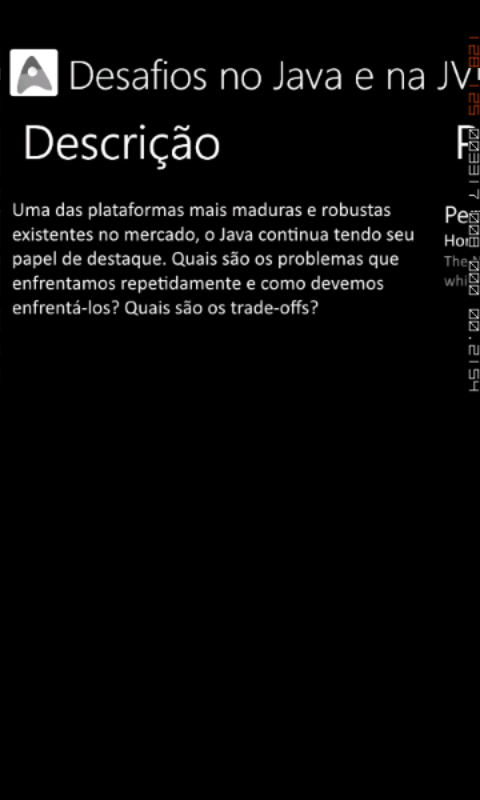 Desafios no Java e na JV
Descrição
Uma das plataformas mais maduras e robustas
existentes no mercado, o Java continua tendo seu
papel de destaque. Quais são os problemas que
enfrentamos repetidamente e como devemos
enfrentá-los? Quais são os trade-offs?
Pe
Hor
The
whi